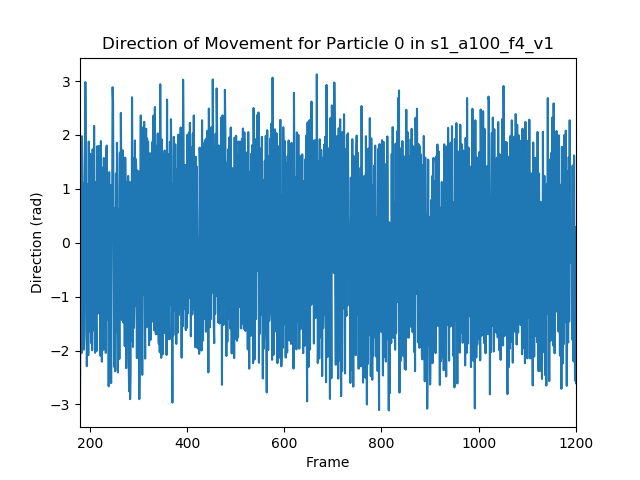 Direction of Movement for Particle 0 in s1_a100_f4_v1
3
2
1
0
−1
−2
−3
Direction (rad)
200 400 600 800 1000 1200
Frame